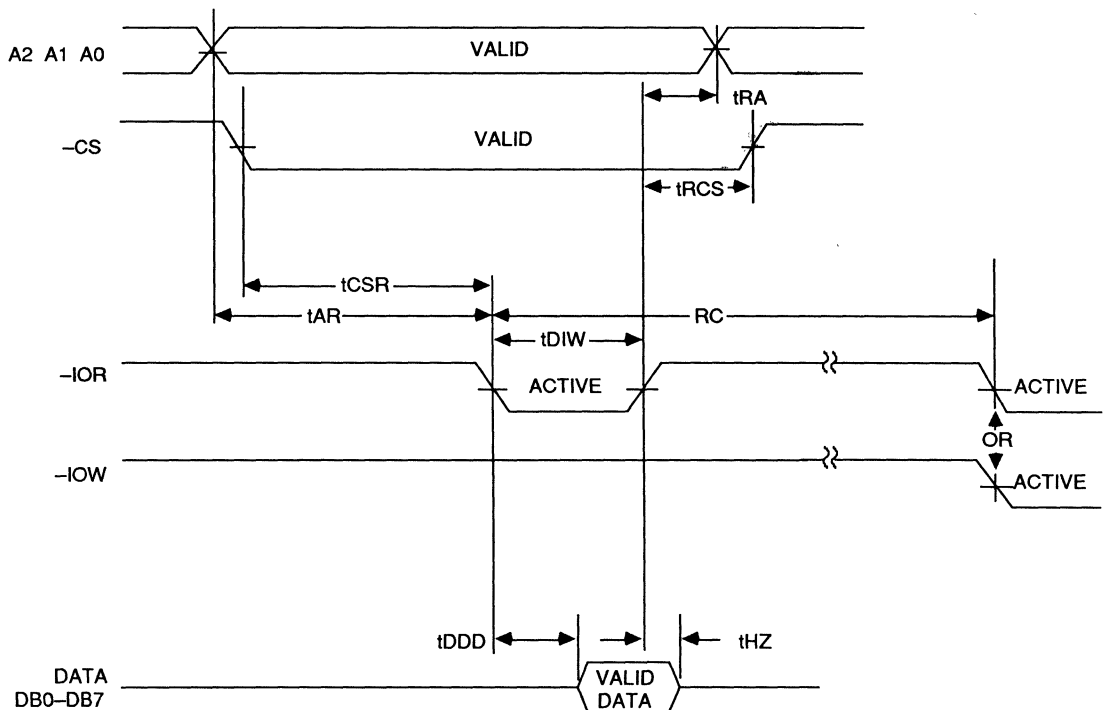 A2 A1 A0
VALID
tRA
–CS
VALID
tRCS
tCSR
tAR
RC
tDIW
–IOR
ACTIVE
ACTIVE
OR
–IOW
ACTIVE
tDDD
tHZ
DATA
DB0–DB7
VALID
DATA